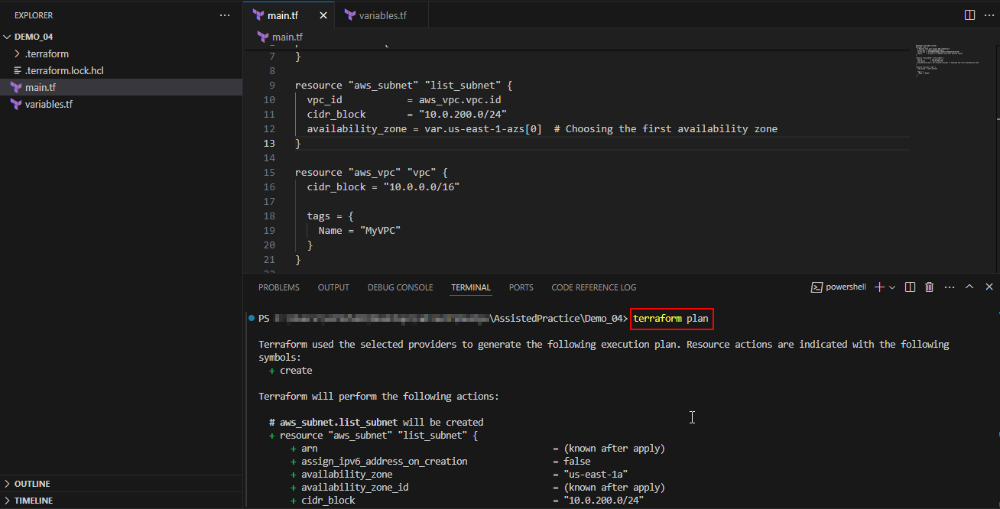 EXPLORER
DEMO_04
.terraform
.terraform.lock.hcl
main.tf
variables.tf
OUTLINE
TIMELINE
main.tf
variables.tf
main.tf
7 }
8
9 resource "aws_subnet" "list_subnet" {
10 vpc_id = aws_vpc.vpc.id
11 cidr_block = "10.0.200.0/24"
12 availability_zone = var.us-east-1-azs[0] # Choosing the first availability zone
13 }
14
15 resource "aws_vpc" "vpc" {
16 cidr_block = "10.0.0.0/16"
17
18 tags = {
19 Name = "MyVPC"
20 }
21 }
PROBLEMS OUTPUT DEBUG CONSOLE TERMINAL PORTS CODE REFERENCE LOG
powershell
PS \AssistedPractice\Demo_04> terraform plan
Terraform used the selected providers to generate the following execution plan. Resource actions are indicated with the following
symbols:
+ create
Terraform will perform the following actions:
# aws_subnet.list_subnet will be created
+ resource "aws_subnet" "list_subnet" {
+ arn = (known after apply)
+ assign_ipv6_address_on_creation = false
+ availability_zone = "us-east-1a"
+ availability_zone_id = (known after apply)
+ cidr_block = "10.0.200.0/24"